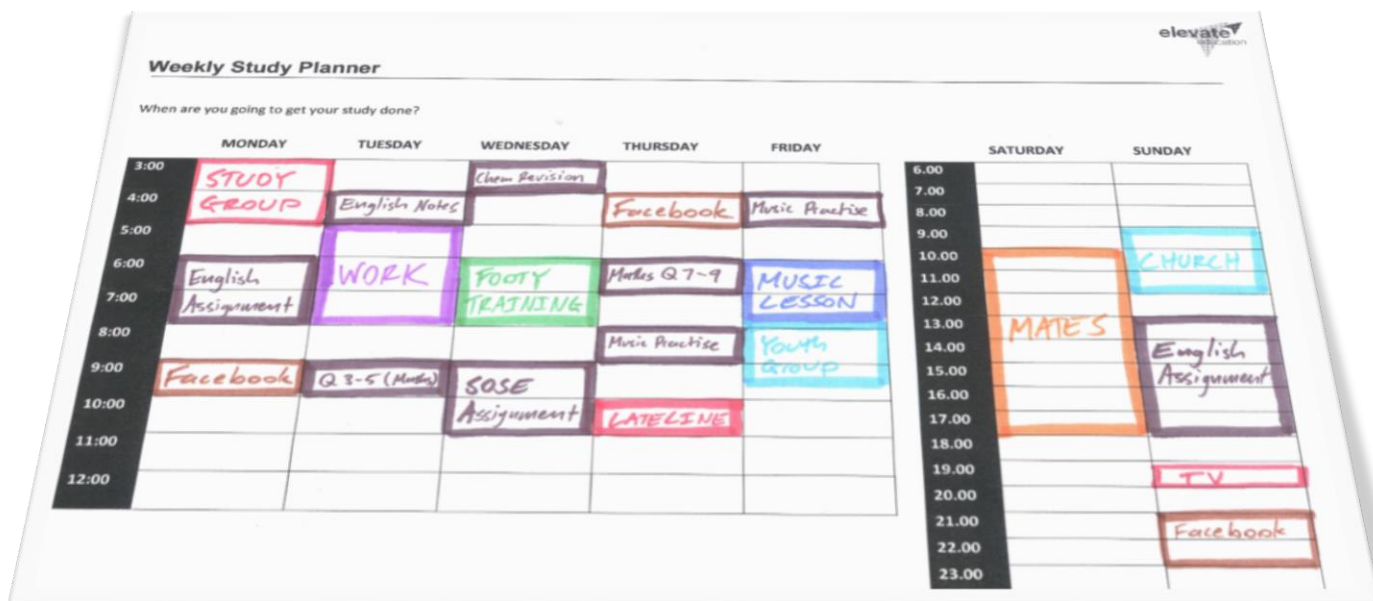 elevate
education
Weekly Study Planner
When are you going to get your study done?
MONDAY TUESDAY WEDNESDAY THURSDAY FRIDAY
3:00 STUDY Chem Revision
4:00 GROUP English Notes Facebook Music Practise
5:00
6:00 English WORK FOOTY Maths Q 7-9 MUSIC
7:00 Assignment TRAINING LESSON
8:00 Music Practise Youth
9:00 Facebook Q 3-5 (Maths) SOSE Group
10:00 Assignment LATELINE
11:00
12:00
SATURDAY SUNDAY
6.00
7.00
8.00
9.00
10.00 CHURCH
11.00
12.00
13.00 MATES
14.00 English
15.00 Assignment
16.00
17.00
18.00
19.00 TV
20.00
21.00 Facebook
22.00
23.00